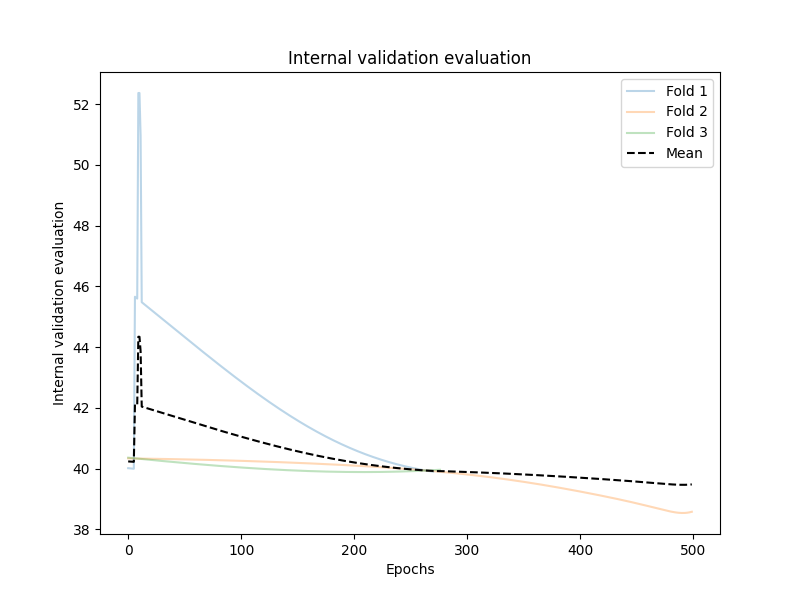 Internal validation evaluation
Fold 1
Fold 2
Fold 3
Mean
Internal validation evaluation
52
50
48
46
44
42
40
38
0
100
200
300
400
500
Epochs